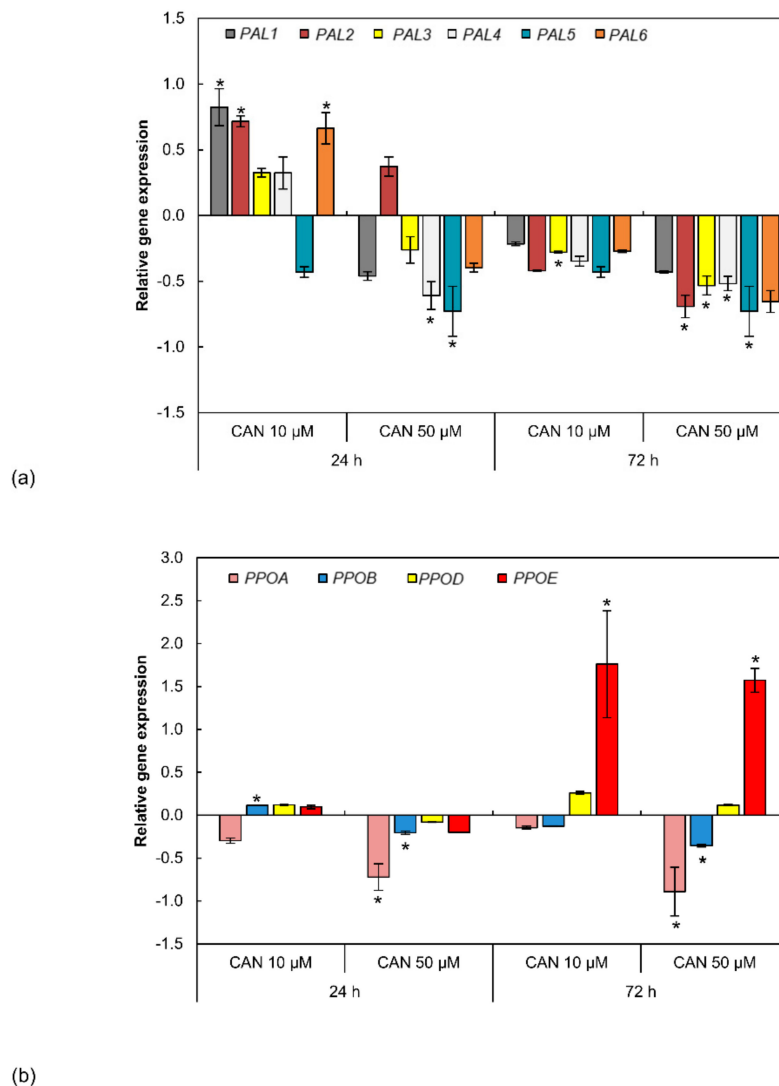 1.5
PAL1 PAL2 PAL3 PAL4 PAL5 PAL6
1.0
0.5
0.0
-0.5
-1.0
-1.5
Relative gene expression
* * *
* *
*
* * * *
CAN 10 µM CAN 50 µM CAN 10 µM CAN 50 µM
24 h 72 h
(a)
3.0
PPOA PPOB PPOD PPOE
2.5
2.0
1.5
1.0
0.5
0.0
-0.5
-1.0
-1.5
Relative gene expression
* *
* *
* *
* *
CAN 10 µM CAN 50 µM CAN 10 µM CAN 50 µM
24 h 72 h
(b)